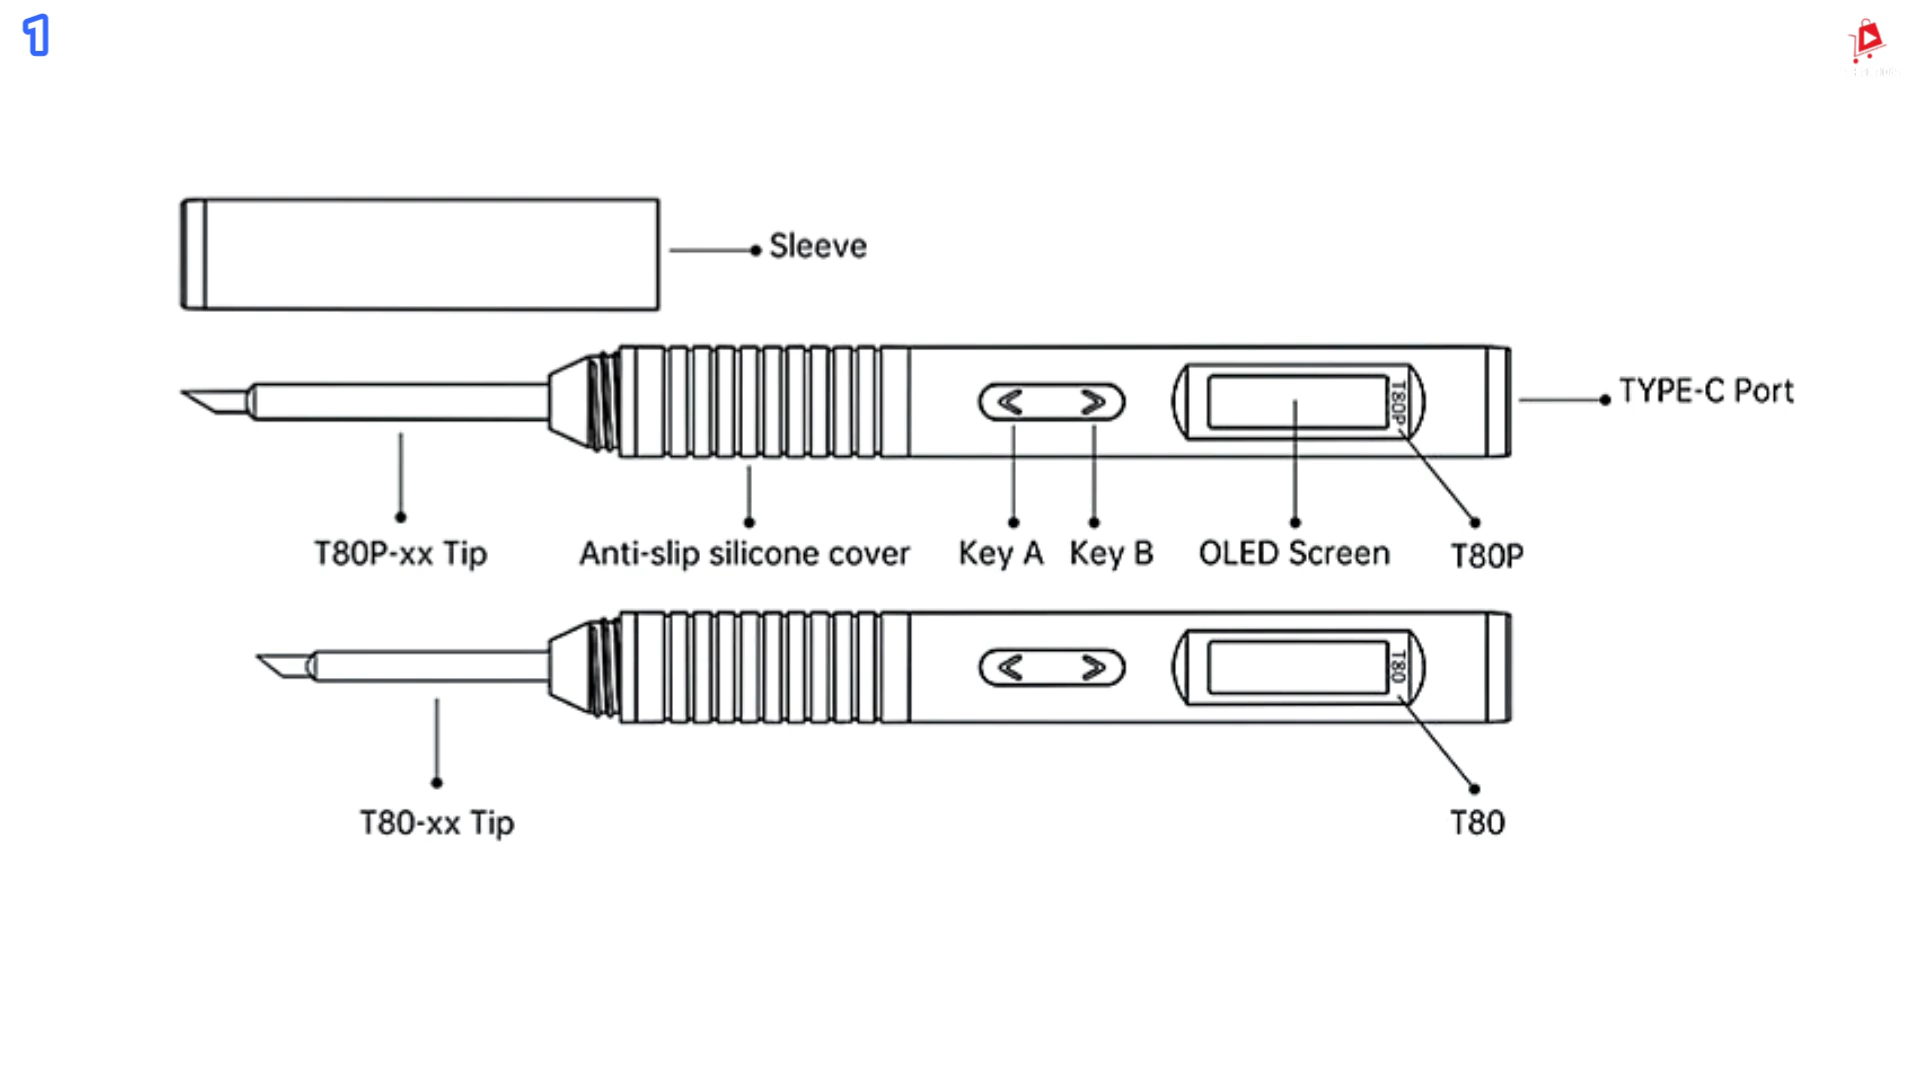 1
Sleeve
T80P
TYPE-C Port
T80P-xx Tip
Anti-slip silicone cover
Key A
Key B
OLED Screen
T80P
T80
T80-xx Tip
T80